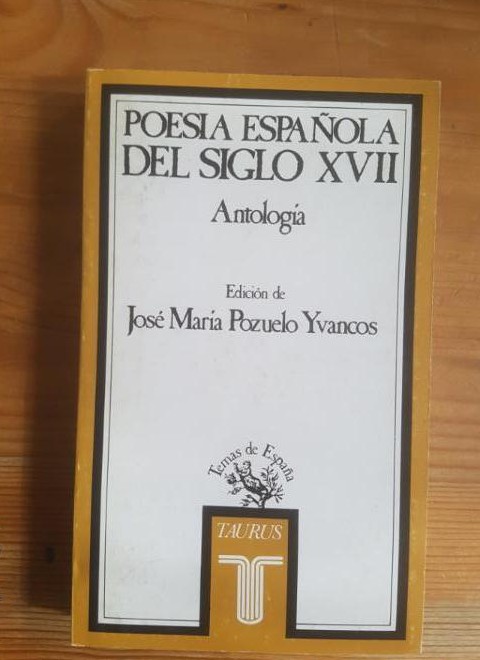 POESIA ESPAÑOLA
DEL SIGLO XVII
Antología
Edición de
José María Pozuelo Yvancos
Temas de España
TAURUS